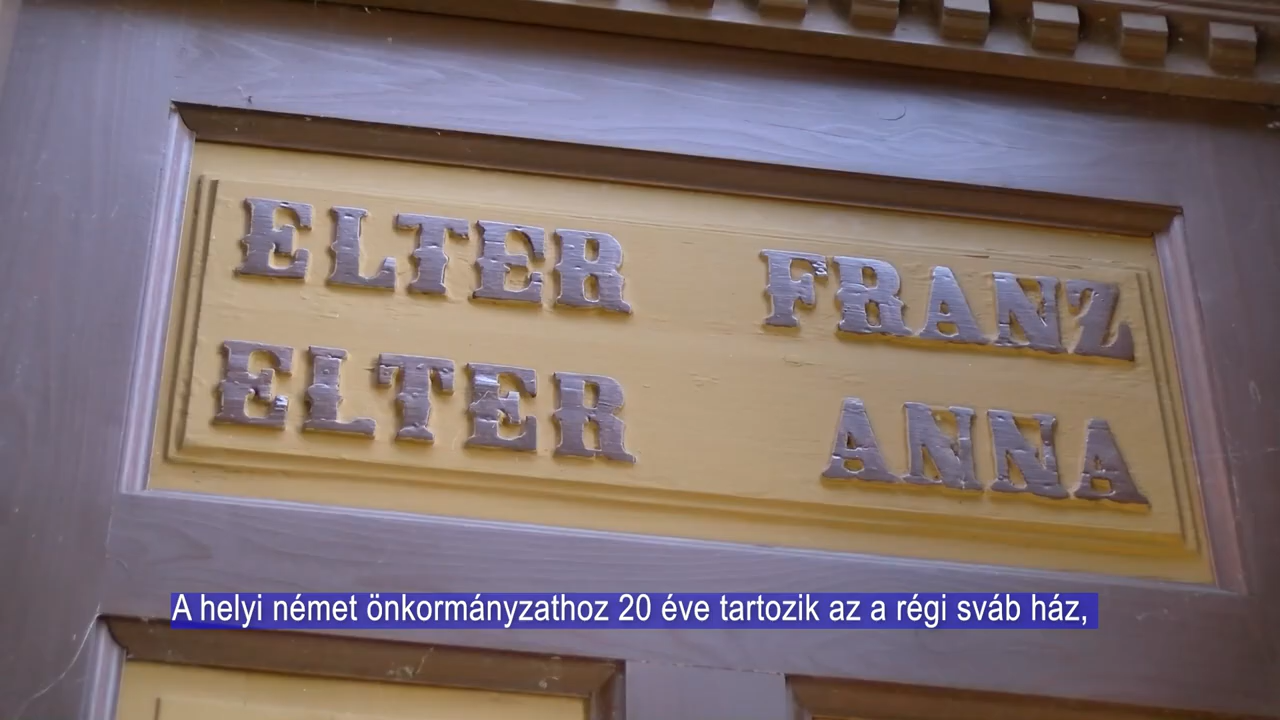 ELTER FRANZ
ELTER ANNA
A helyi német önkormányzathoz 20 éve tartozik az a régi sváb ház,